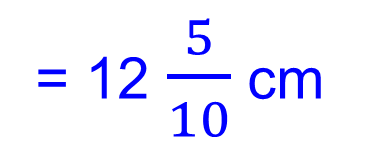 = 12 5/10 cm